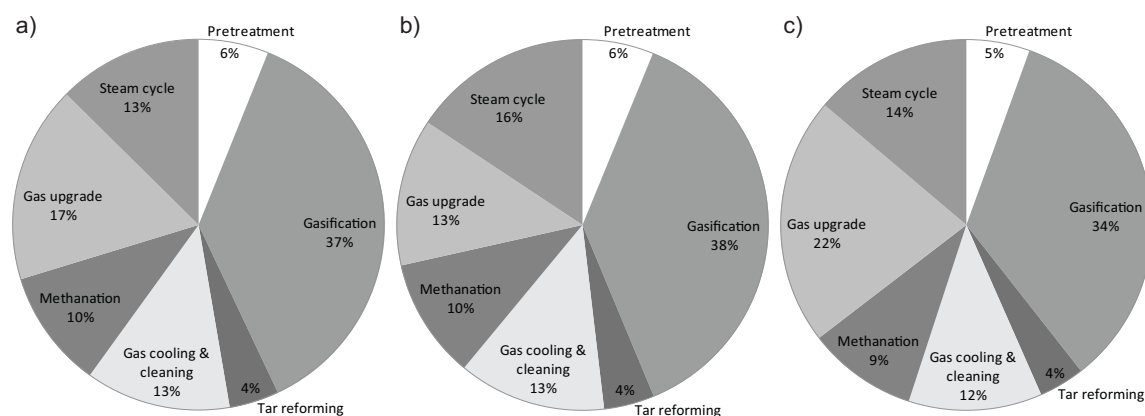 a)
Pretreatment
6%
Gasification
37%
Tar reforming
4%
Gas cooling &
cleaning
13%
Methanation
10%
Gas upgrade
17%
Steam cycle
13%
b)
Pretreatment
6%
Gasification
38%
Tar reforming
4%
Gas cooling &
cleaning
13%
Methanation
10%
Gas upgrade
13%
Steam cycle
16%
c)
Pretreatment
5%
Gasification
34%
Tar reforming
4%
Gas cooling &
cleaning
12%
Methanation
9%
Gas upgrade
22%
Steam cycle
14%